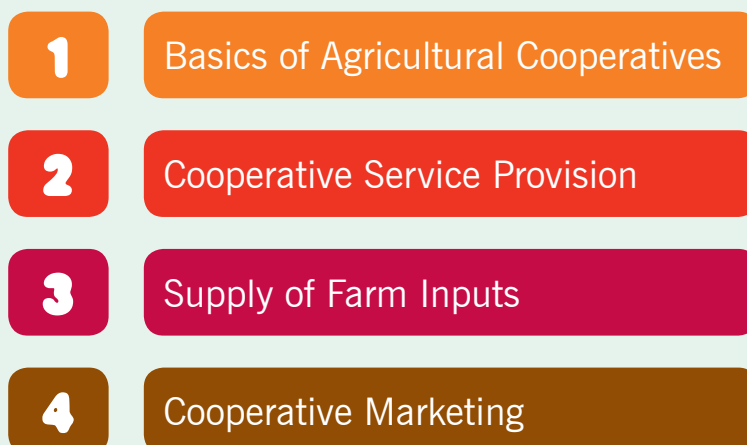 1 Basics of Agricultural Cooperatives
2 Cooperative Service Provision
3 Supply of Farm Inputs
4 Cooperative Marketing